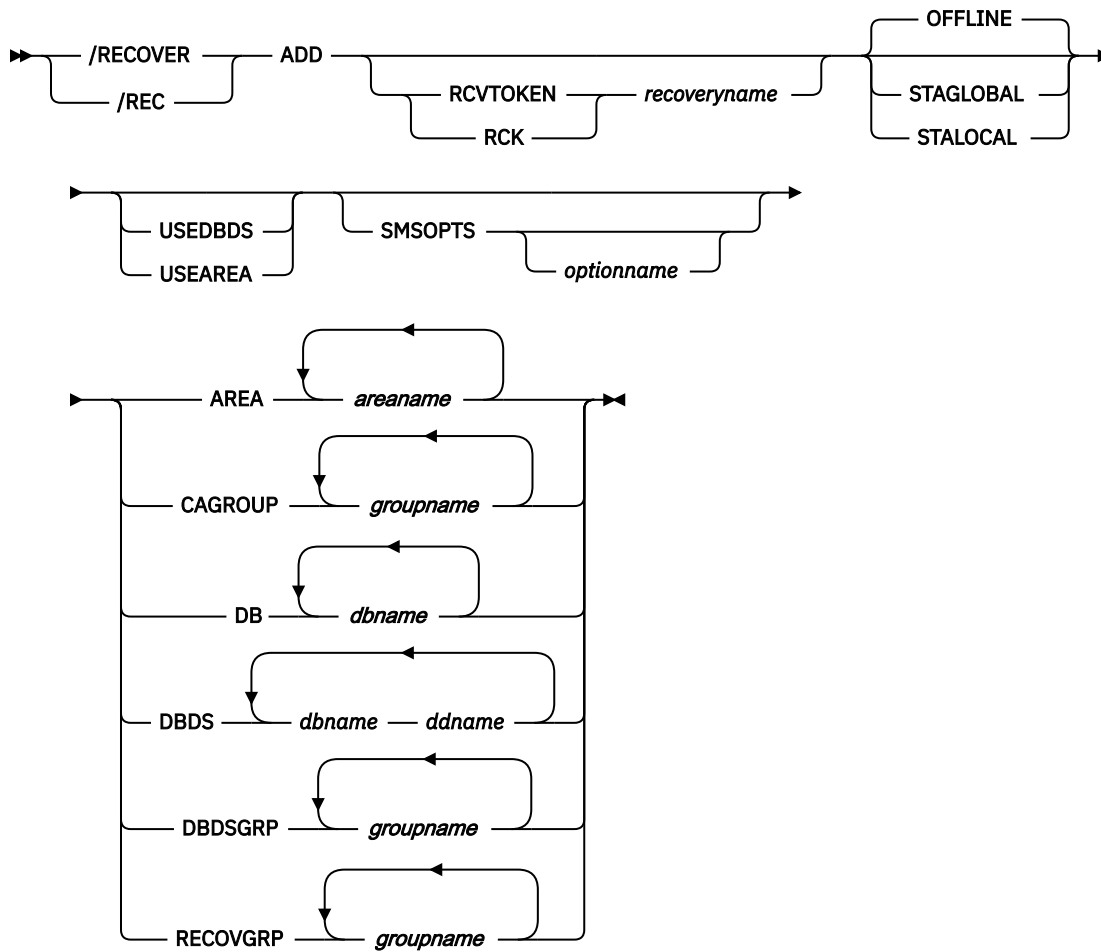 OFFLINE
/RECOVER ADD
/REC
RCVTOKEN recoveryname
RCK
STAGLOBAL
STALOCAL
USEDBDS
USEAREA
SMSOPTS
optionname
AREA areaname
CAGROUP groupname
DB dbname
DBDS dbname ddname
DBDSGRP groupname
RECOVGRP groupname